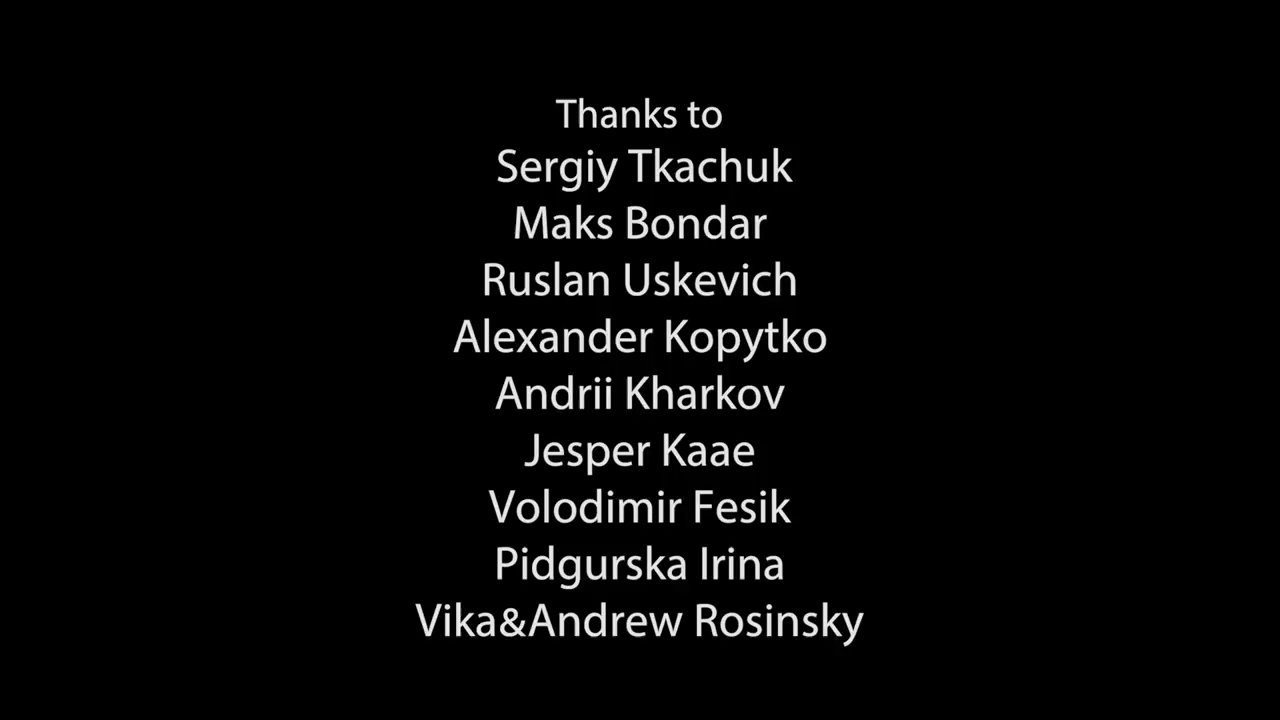 Thanks to
Sergiy Tkachuk
Maks Bondar
Ruslan Uskevich
Alexander Kopytko
Andrii Kharkov
Jesper Kaae
Volodimir Fesik
Pidgurska Irina
Vika&Andrew Rosinsky